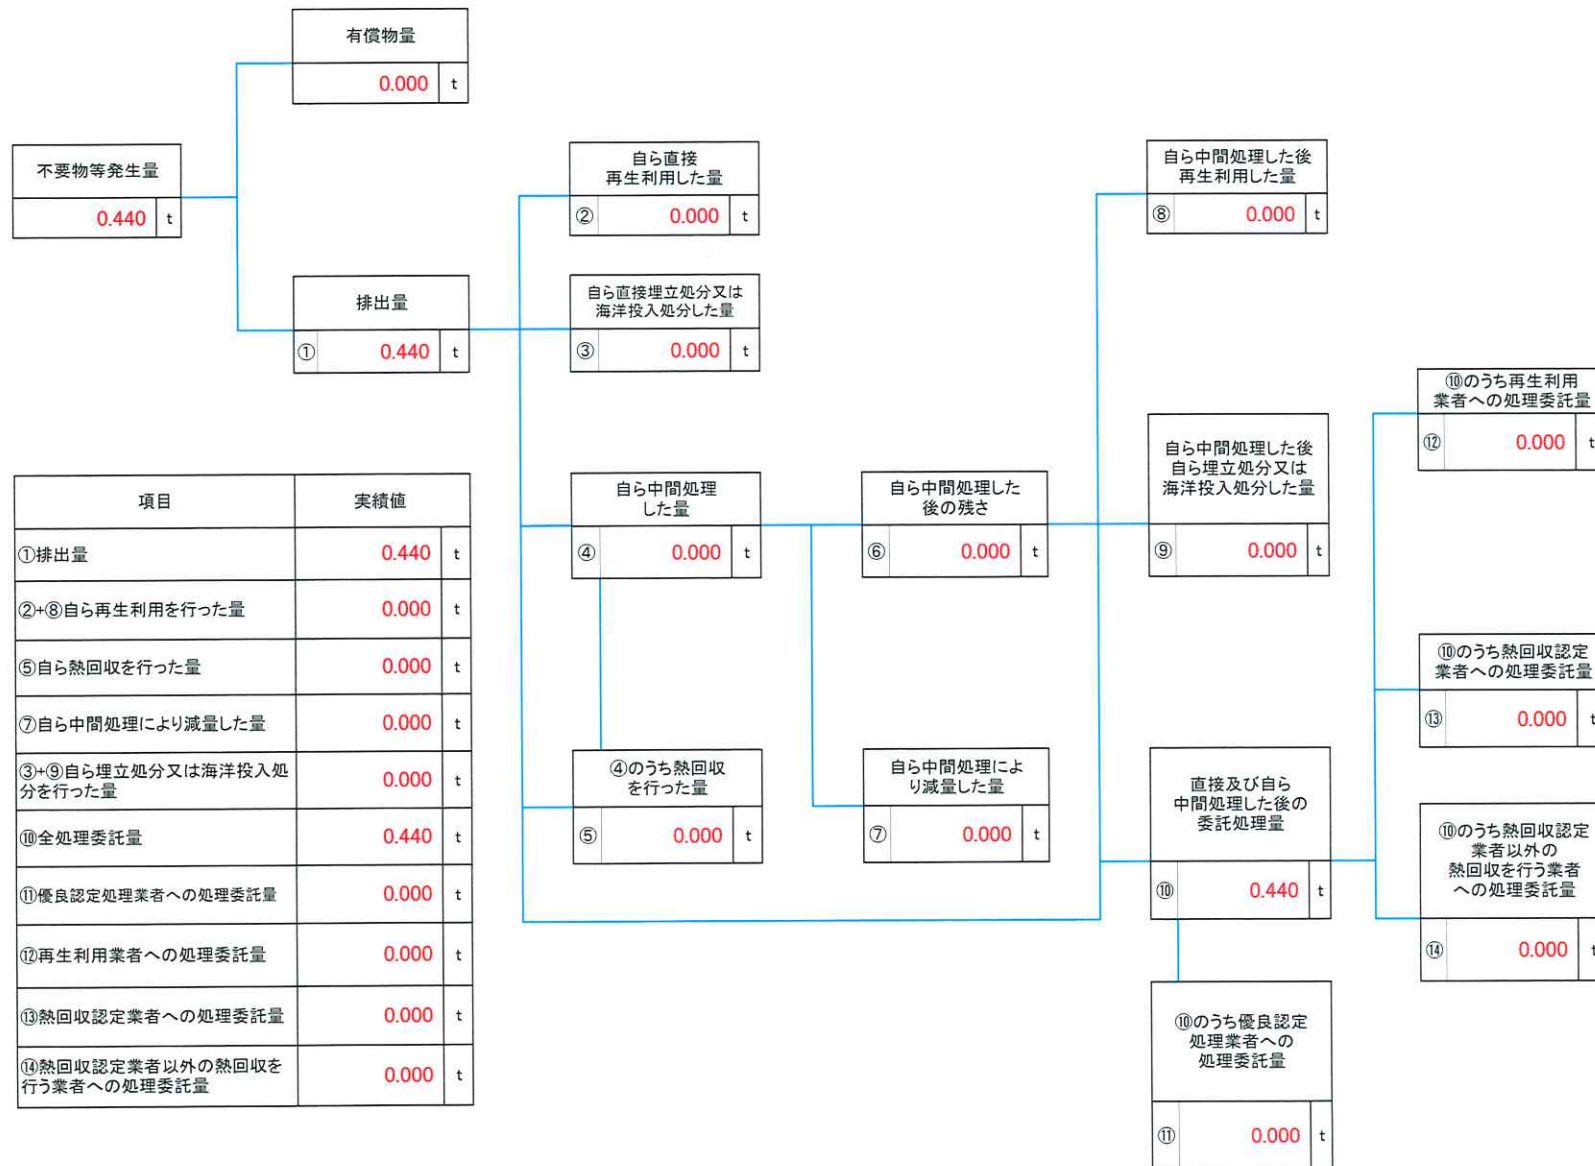 有償物量
0.000 t
不要物等発生量
0.440 t
排出量
① 0.440 t
自ら直接
再生利用した量
② 0.000 t
自ら直接埋立処分又は
海洋投入処分した量
③ 0.000 t
自ら中間処理
した量
④ 0.000 t
④のうち熱回収
を行った量
⑤ 0.000 t
自ら中間処理した
後の残さ
⑥ 0.000 t
自ら中間処理によ
り減量した量
⑦ 0.000 t
自ら中間処理した後
再生利用した量
⑧ 0.000 t
自ら中間処理した後
自ら埋立処分又は
海洋投入処分した量
⑨ 0.000 t
直接及び自ら
中間処理した後の
委託処理量
⑩ 0.440 t
⑩のうち優良認定
処理業者への
処理委託量
⑪ 0.000 t
⑩のうち再生利用
業者への処理委託量
⑫ 0.000 t
⑩のうち熱回収認定
業者への処理委託量
⑬ 0.000 t
⑩のうち熱回収認定
業者以外の
熱回収を行う業者
への処理委託量
⑭ 0.000 t
項目 実績値
①排出量 0.440 t
②+⑧自ら再生利用を行った量 0.000 t
⑤自ら熱回収を行った量 0.000 t
⑦自ら中間処理により減量した量 0.000 t
③+⑨自ら埋立処分又は海洋投入処
分を行った量 0.000 t
⑩全処理委託量 0.440 t
⑪優良認定処理業者への処理委託量 0.000 t
⑫再生利用業者への処理委託量 0.000 t
⑬熱回収認定業者への処理委託量 0.000 t
⑭熱回収認定業者以外の熱回収を
行う業者への処理委託量 0.000 t